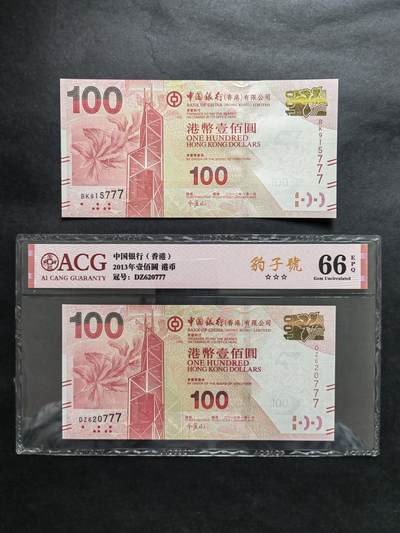 100
中國銀行(香港)有限公司
BANK OF CHINA (HONG KONG) LIMITED
港幣壹佰圓
ONE HUNDRED
HONG KONG DOLLARS
100
BK915777
BK915777
ACG
AI CANG GUARANTY
中国银行(香港)
2013年壹佰圓 港币
冠号: DZ620777
豹子號
66 EPQ
Gem Uncirculated
100
中國銀行(香港)有限公司
BANK OF CHINA (HONG KONG) LIMITED
港幣壹佰圓
ONE HUNDRED
HONG KONG DOLLARS
100
DZ620777
DZ620777